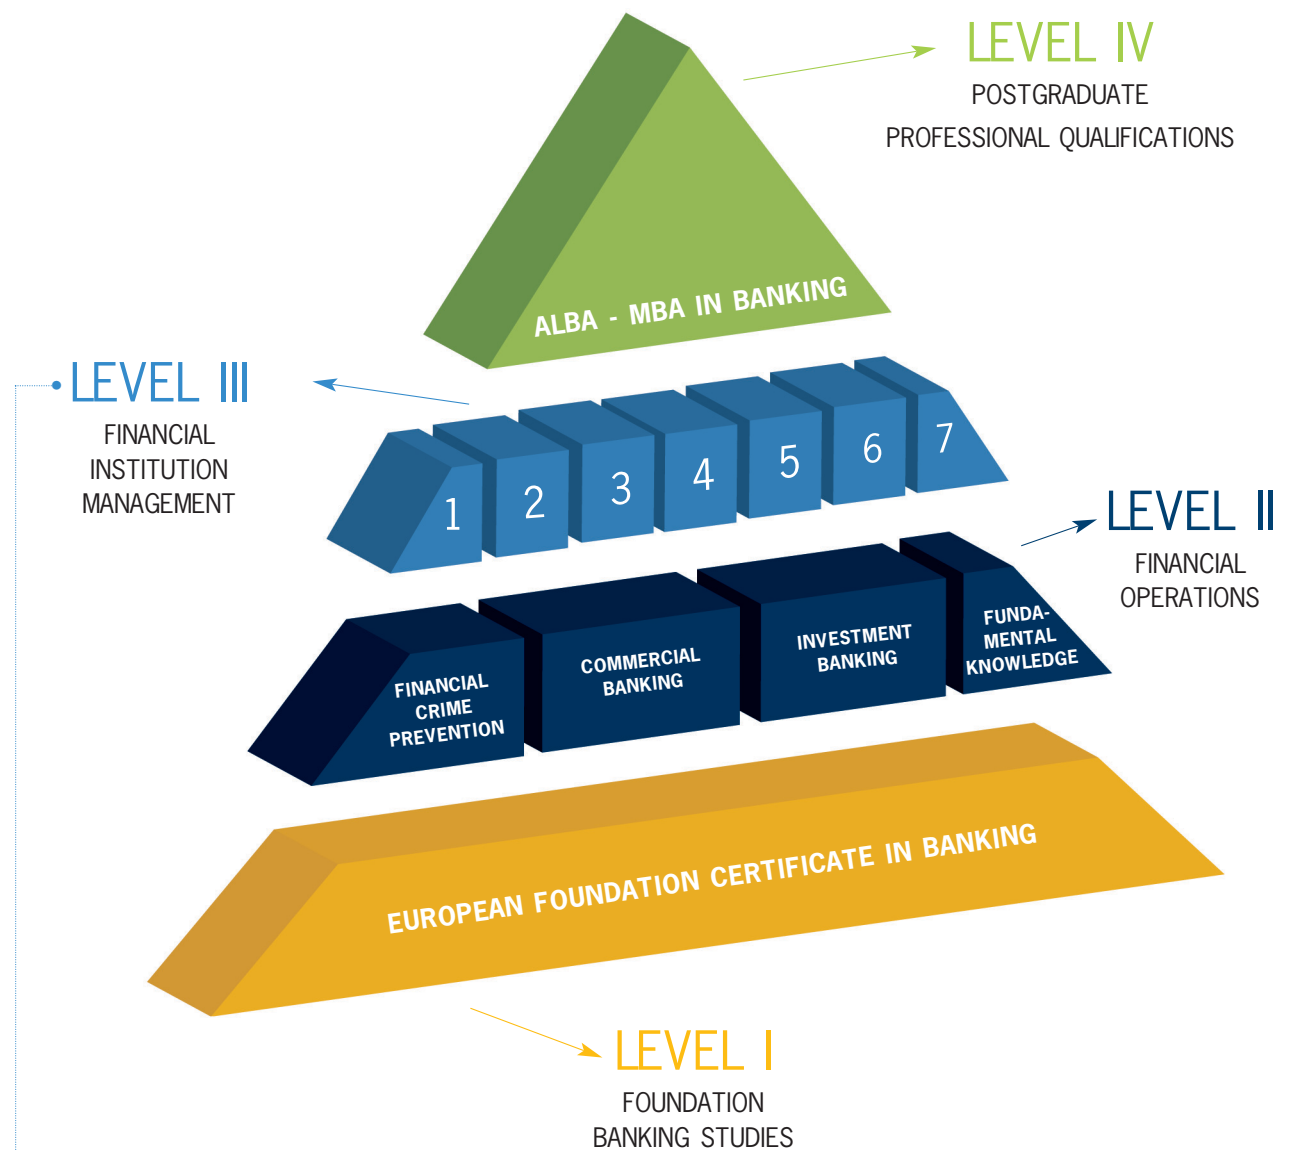 LEVEL IV
POSTGRADUATE
PROFESSIONAL QUALIFICATIONS
ALBA - MBA IN BANKING
LEVEL III
FINANCIAL
INSTITUTION
MANAGEMENT
1 2 3 4 5 6 7
LEVEL II
FINANCIAL
OPERATIONS
FINANCIAL
CRIME
PREVENTION
COMMERCIAL
BANKING
INVESTMENT
BANKING
FUNDA-
MENTAL
KNOWLEDGE
EUROPEAN FOUNDATION CERTIFICATE IN BANKING
LEVEL I
FOUNDATION
BANKING STUDIES